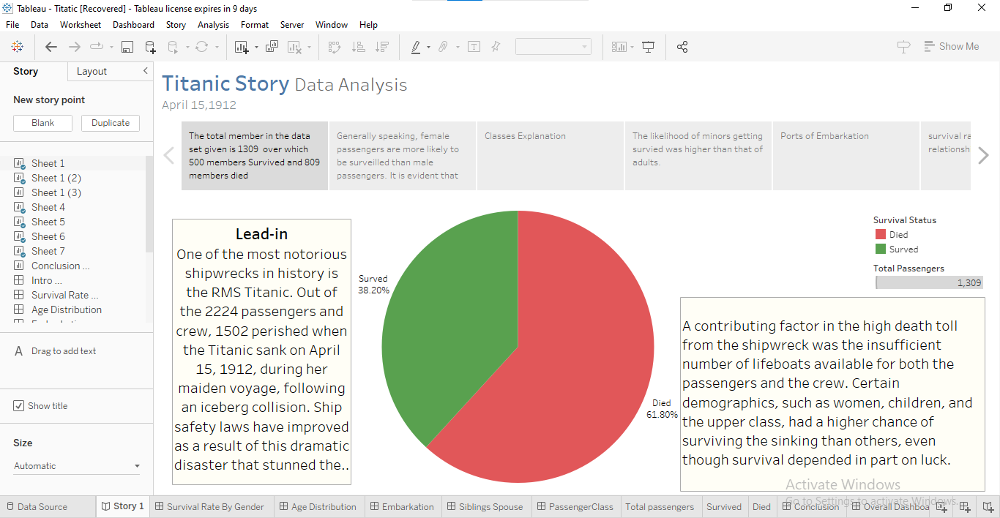 Tableau - Titatic [Recovered] - Tableau license expires in 9 days
File Data Worksheet Dashboard Story Analysis Format Server Window Help
Show Me
Story Layout
New story point
Blank Duplicate
Sheet 1
Sheet 1 (2)
Sheet 1 (3)
Sheet 4
Sheet 5
Sheet 6
Sheet 7
Conclusion ...
Intro ...
Survival Rate ...
Age Distribution
A Drag to add text
Show title
Size
Automatic
Titanic Story Data Analysis
April 15,1912
The total member in the data
set given is 1309 over which
500 members Survived and 809
members died
Generally speaking, female
passengers are more likely to
be surveilled than male
passengers. It is evident that
Classes Explanation
The likelihood of minors getting
survied was higher than that of
adults.
Ports of Embarkation
survival ra
relationsh
Lead-in
One of the most notorious
shipwrecks in history is
the RMS Titanic. Out of
the 2224 passengers and
crew, 1502 perished when
the Titanic sank on April
15, 1912, during her
maiden voyage, following
an iceberg collision. Ship
safety laws have improved
as a result of this dramatic
disaster that stunned the..
Surved
38.20%
Died
61.80%
Survival Status
Died
Surved
Total Passengers
1,309
A contributing factor in the high death toll
from the shipwreck was the insufficient
number of lifeboats available for both the
passengers and the crew. Certain
demographics, such as women, children, and
the upper class, had a higher chance of
surviving the sinking than others, even
though survival depended in part on luck.
Activate Windows
Go to Settings to activate Windows.
Data Source Story 1 Survival Rate By Gender Age Distribution Embarkation Siblings Spouse PassengerClass Total passengers Survived Died Conclusion Overall Dashboa